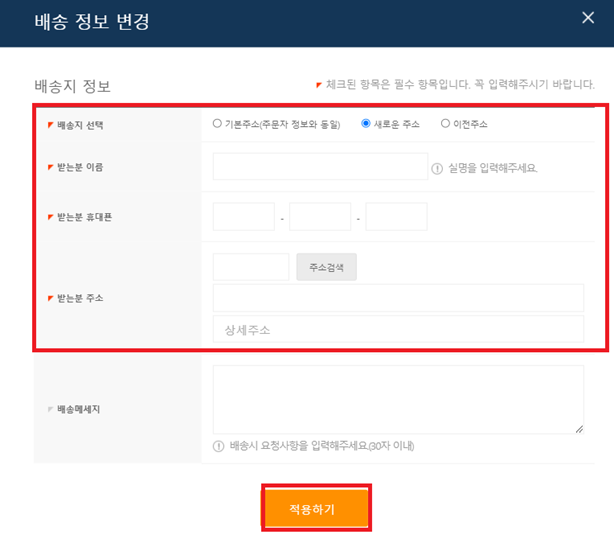 배송 정보 변경
배송지 정보
체크된 항목은 필수 항목입니다. 꼭 입력해주시기 바랍니다.
배송지 선택
기본주소(주문자 정보와 동일) 새로운 주소 이전주소
받는분 이름
실명을 입력해주세요.
받는분 휴대폰
- -
주소검색
받는분 주소
상세주소
배송메세지
배송시 요청사항을 입력해주세요.(30자 이내)
적용하기